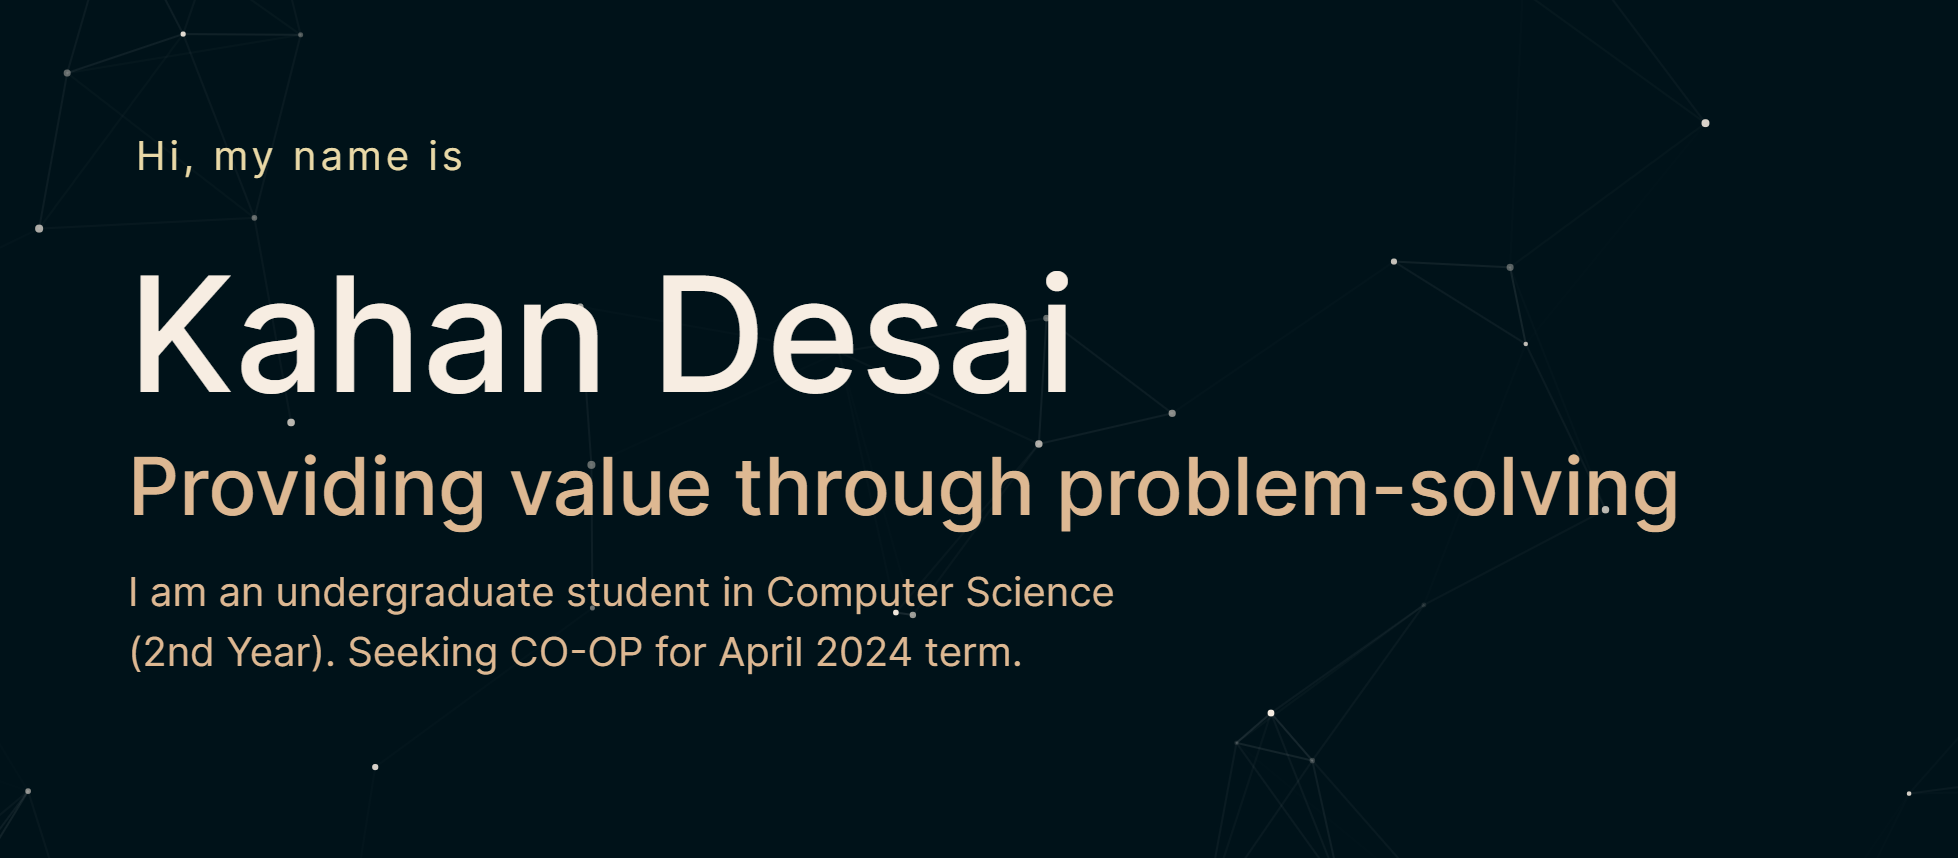 Hi, my name is
Kahan Desai
Providing value through problem-solving
I am an undergraduate student in Computer Science
(2nd Year). Seeking CO-OP for April 2024 term.